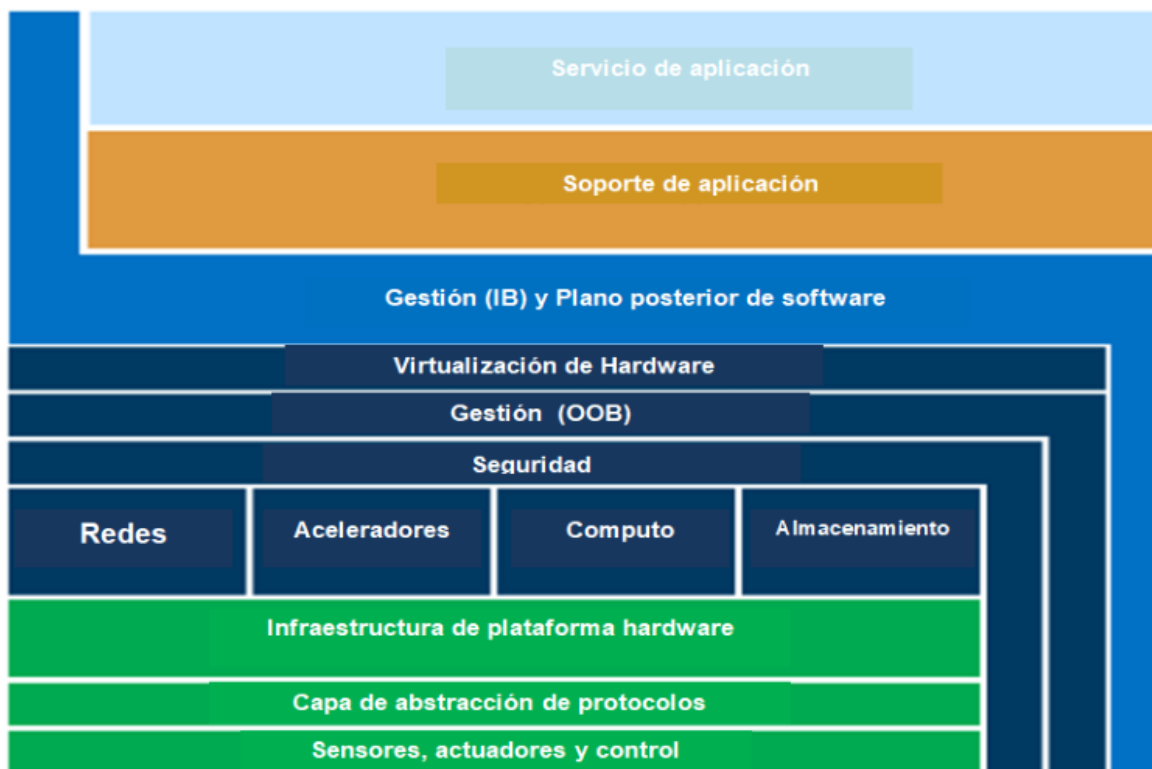 Servicio de aplicación
Soporte de aplicación
Gestión (IB) y Plano posterior de software
Virtualización de Hardware
Gestión (OOB)
Seguridad
Redes
Aceleradores
Computo
Almacenamiento
Infraestructura de plataforma hardware
Capa de abstracción de protocolos
Sensores, actuadores y control